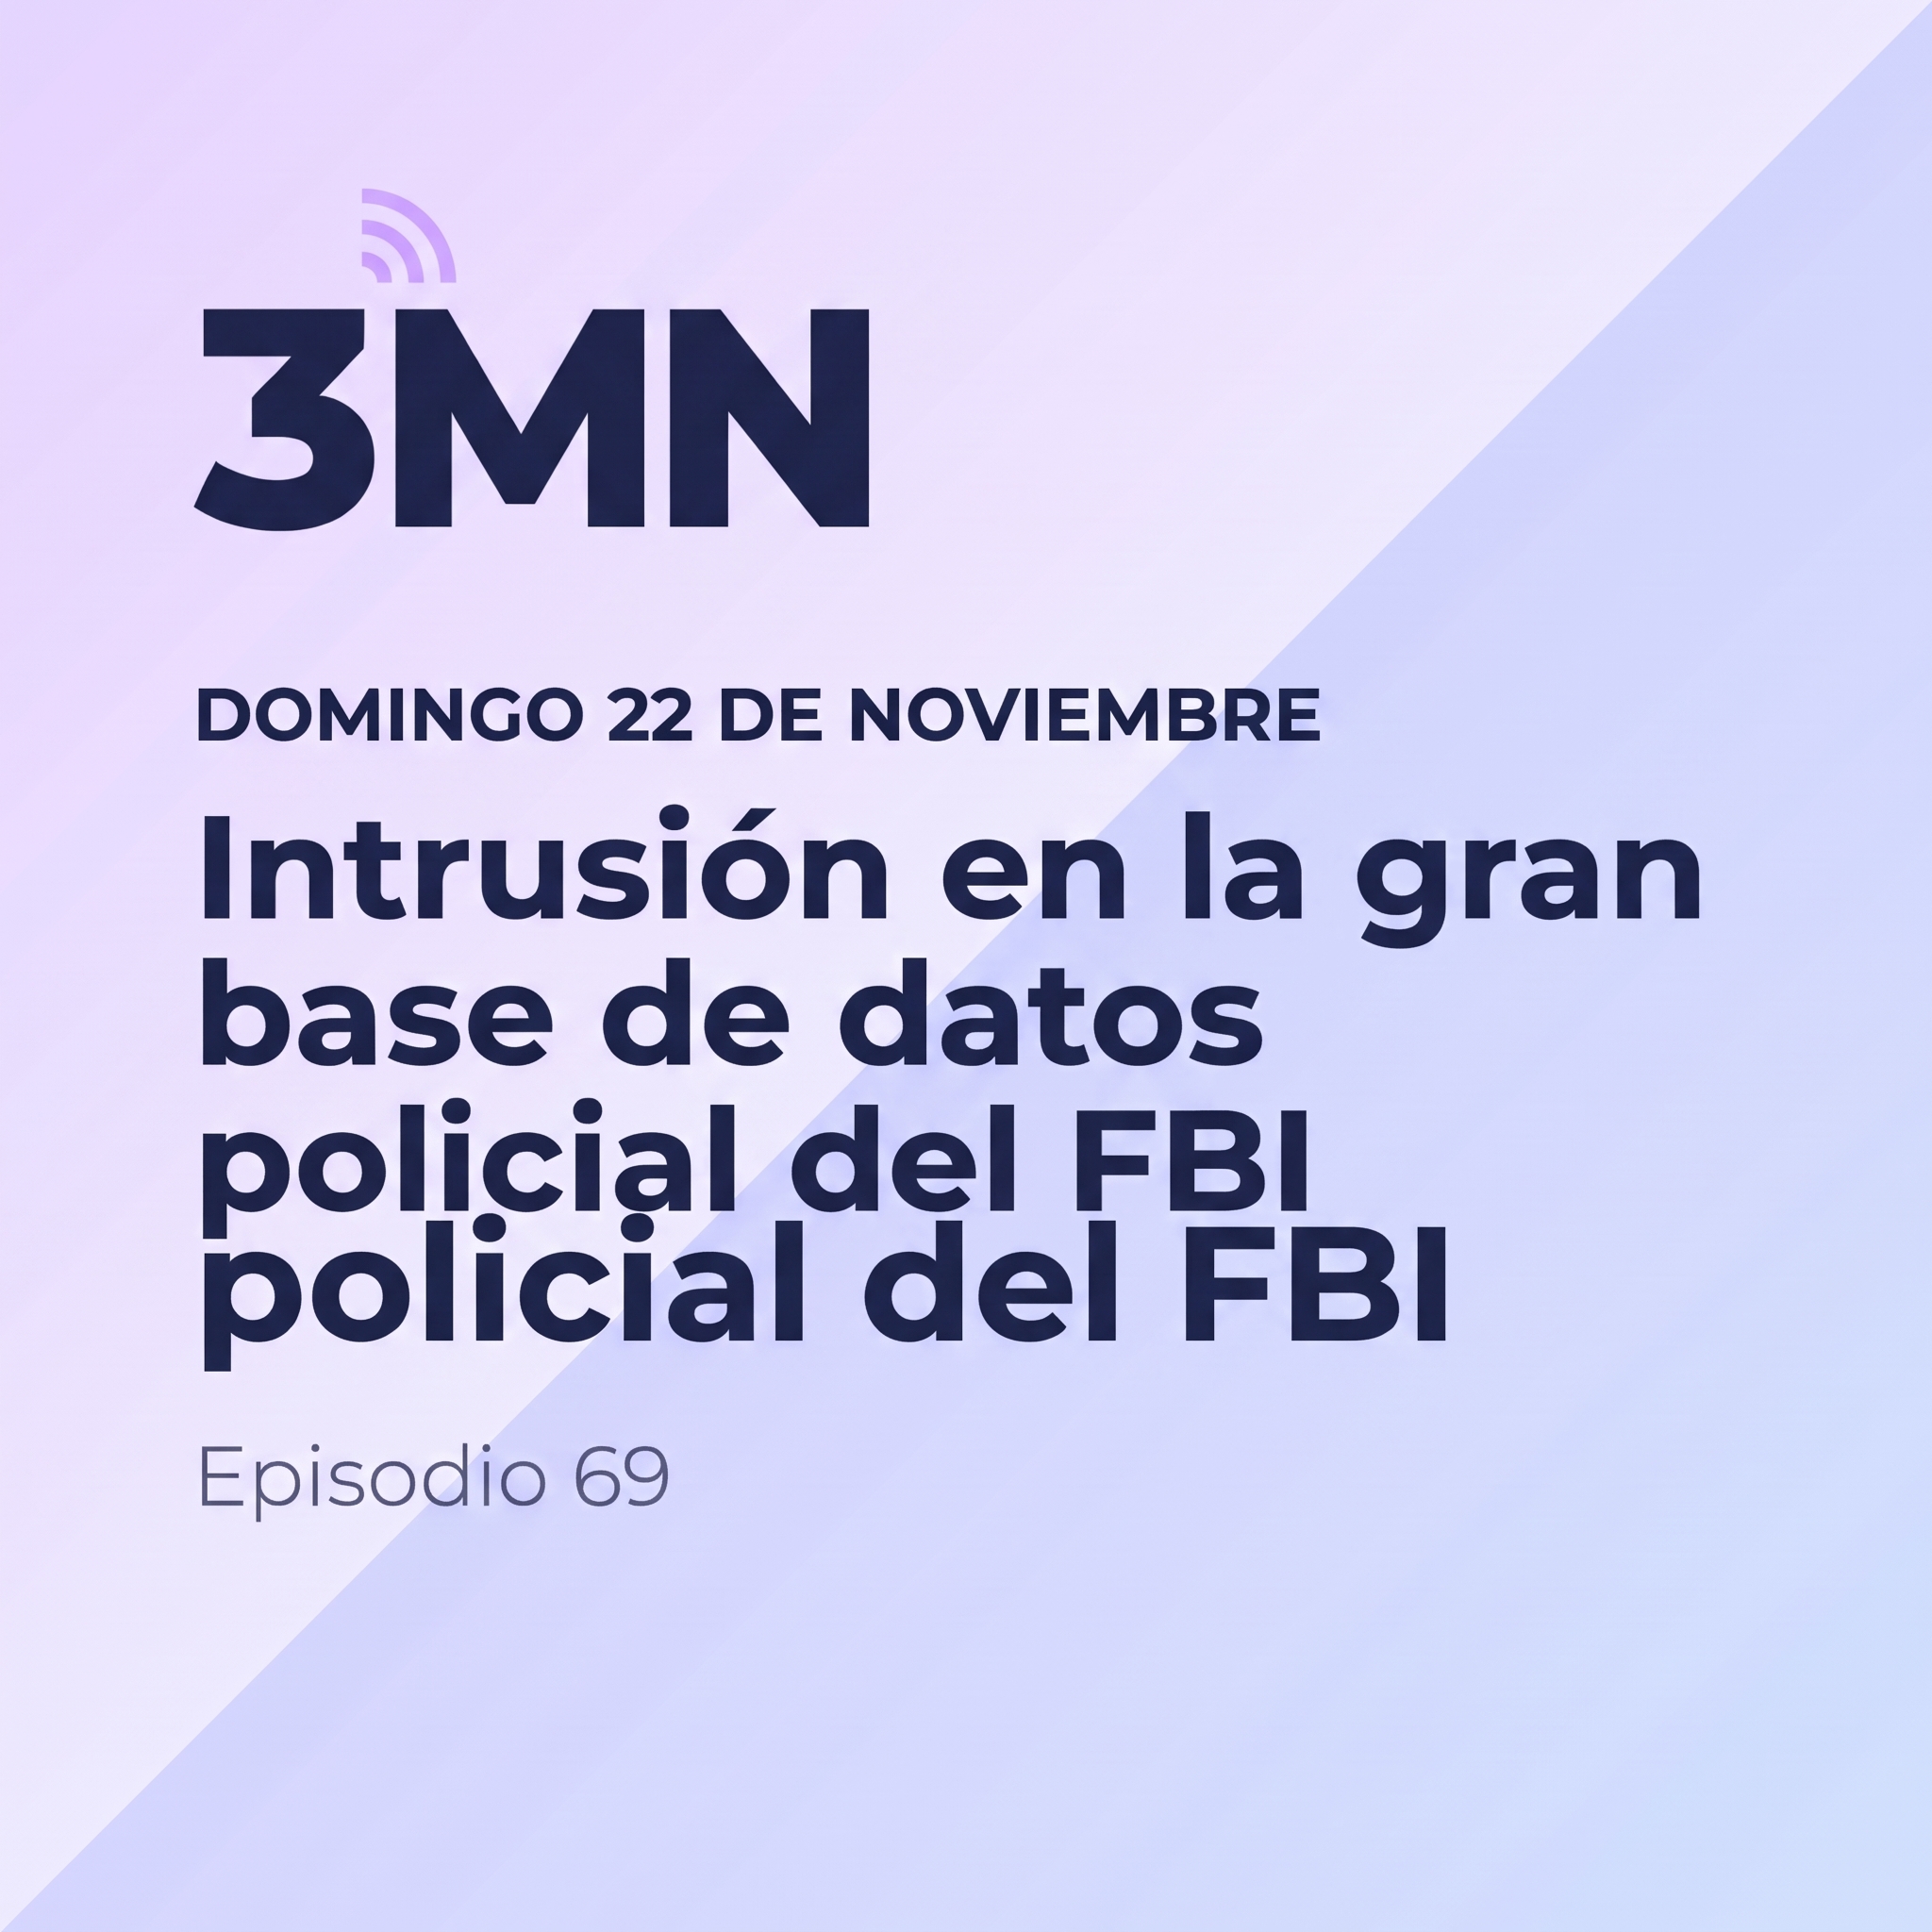 3MN
DOMINGO 22 DE NOVIEMBRE
Intrusión en la gran
base de datos
policial del FBI
policial del FBI
Episodio 69